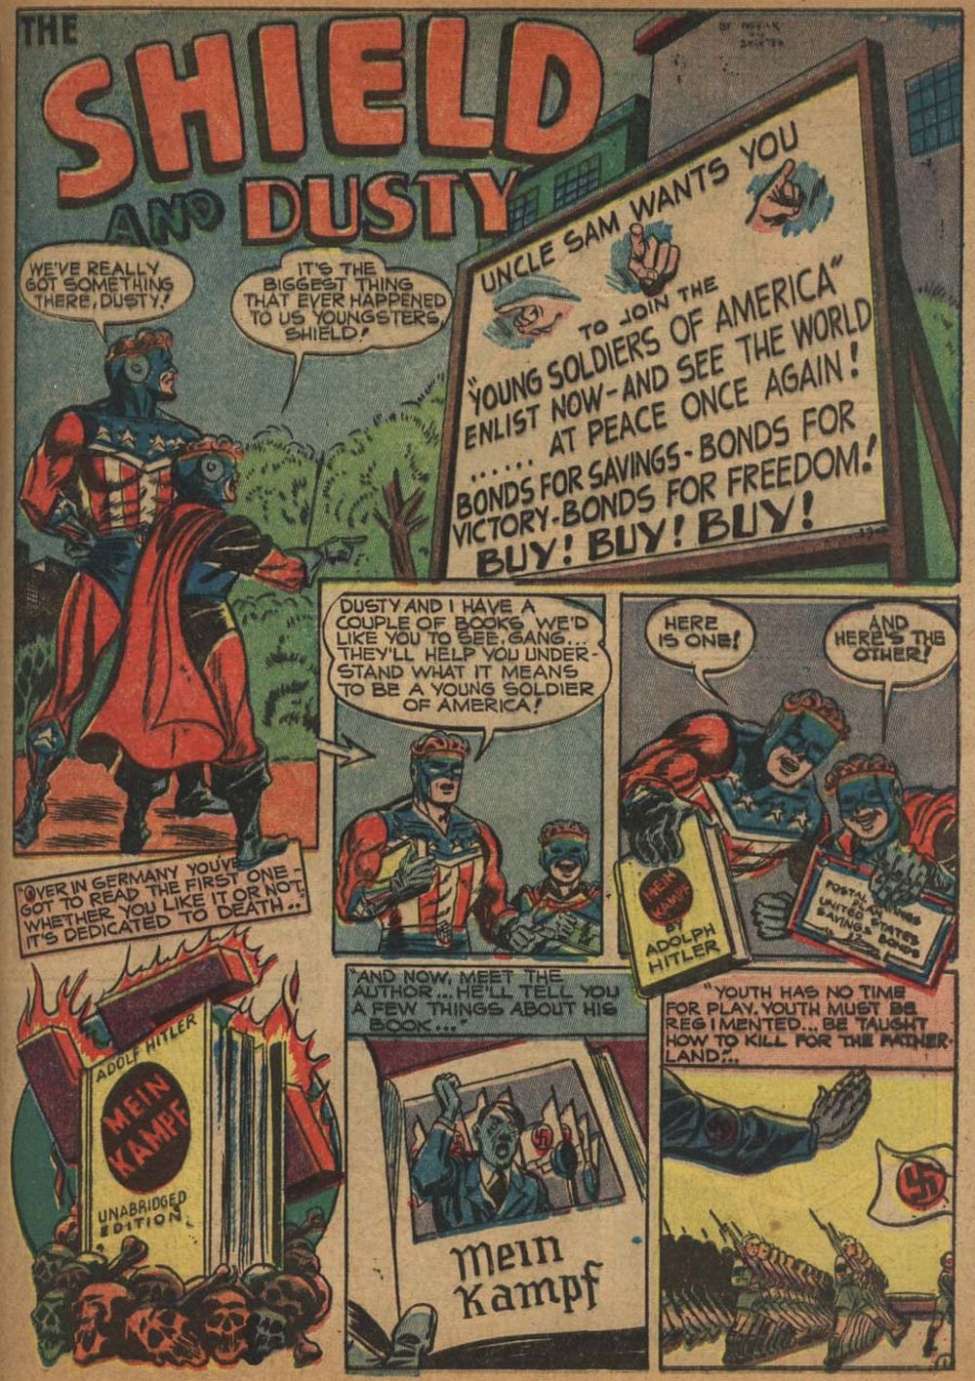 THE
SHIELD
AND DUSTY
BY NOVICK
WE'VE REALLY
GOT SOMETHING
THERE, DUSTY!
IT'S THE
BIGGEST THING
THAT EVER HAPPENED
TO US YOUNGSTERS,
SHIELD!
UNCLE SAM WANTS YOU
TO JOIN THE
"YOUNG SOLDIERS OF AMERICA"
ENLIST NOW-AND SEE THE WORLD
...... AT PEACE ONCE AGAIN!
BONDS FOR SAVINGS-BONDS FOR
VICTORY-BONDS FOR FREEDOM!
BUY! BUY! BUY!
DUSTY AND I HAVE A
COUPLE OF BOOKS WE'D
LIKE YOU TO SEE, GANG...
THEY'LL HELP YOU UNDER-
STAND WHAT IT MEANS
TO BE A YOUNG SOLDIER
OF AMERICA!
HERE
IS ONE!
AND
HERE'S THE
OTHER!
MEIN
KAMPF
BY
ADOLPH
HITLER
POSTAL SAVINGS
UNITED STATES
SAVINGS BONDS
"OVER IN GERMANY YOU'VE
GOT TO READ THE FIRST ONE-
WHETHER YOU LIKE IT OR NOT.
IT'S DEDICATED TO DEATH..
ADOLF HITLER
MEIN
KAMPF
UNABRIDGED
EDITION
"AND NOW, MEET THE
AUTHOR... HE'LL TELL YOU
A FEW THINGS ABOUT HIS
BOOK..."
Mein
Kampf
"YOUTH HAS NO TIME
FOR PLAY. YOUTH MUST BE
REGIMENTED... BE TAUGHT
HOW TO KILL FOR THE FATHER-
LAND"...
1